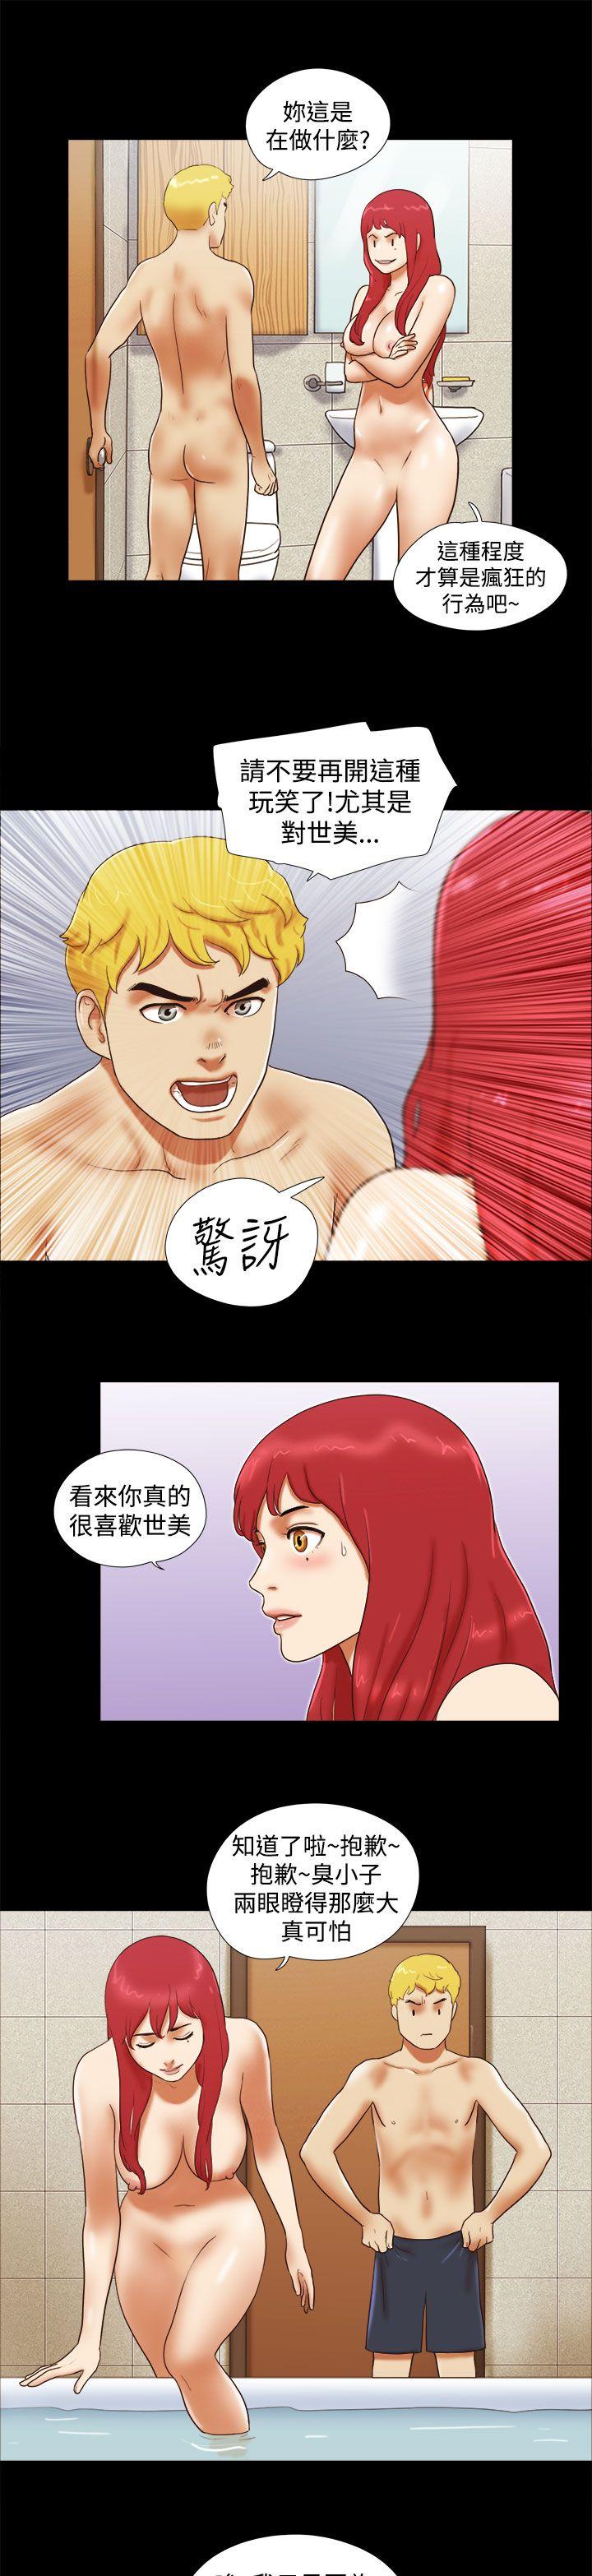 妳這是
在做什麼?
這種程度
才算是瘋狂的
行為吧~
請不要再開這種
玩笑了!尤其是
對世美...
驚訝
看來你真的
很喜歡世美
知道了啦~抱歉~
抱歉~臭小子
兩眼瞪得那麼大
真可怕